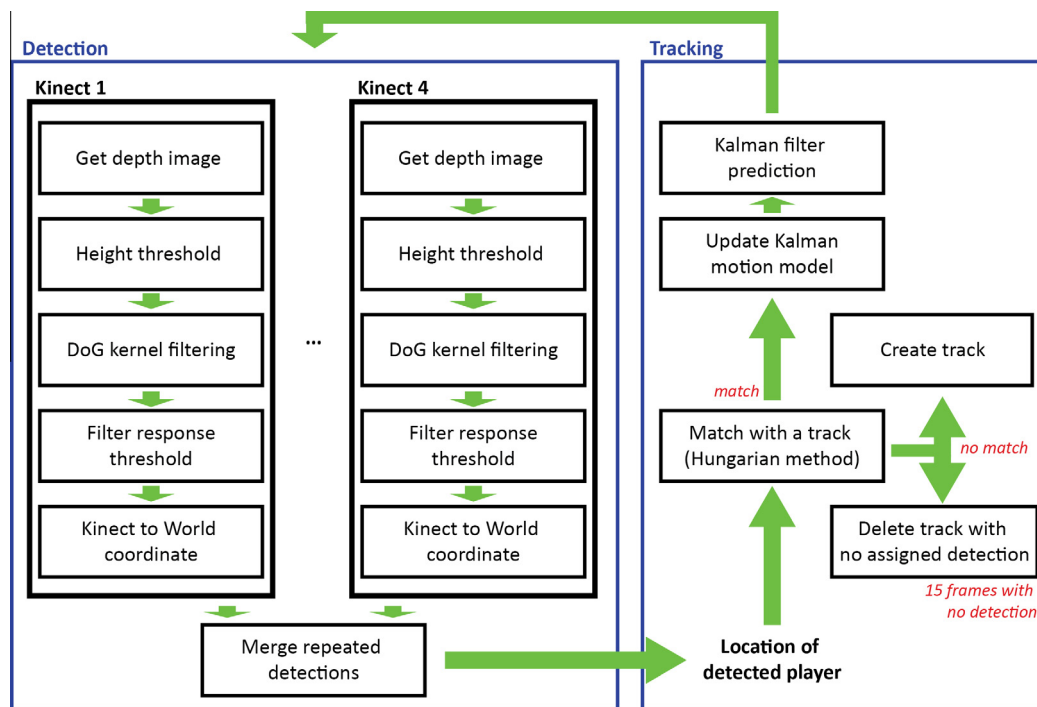 Detection
Kinect 1
Get depth image
Height threshold
DoG kernel filtering
Filter response
threshold
Kinect to World
coordinate
...
Kinect 4
Get depth image
Height threshold
DoG kernel filtering
Filter response
threshold
Kinect to World
coordinate
Merge repeated
detections
Tracking
Kalman filter
prediction
Update Kalman
motion model
match
Match with a track
(Hungarian method)
Create track
no match
Delete track with
no assigned detection
15 frames with
no detection
Location of
detected player